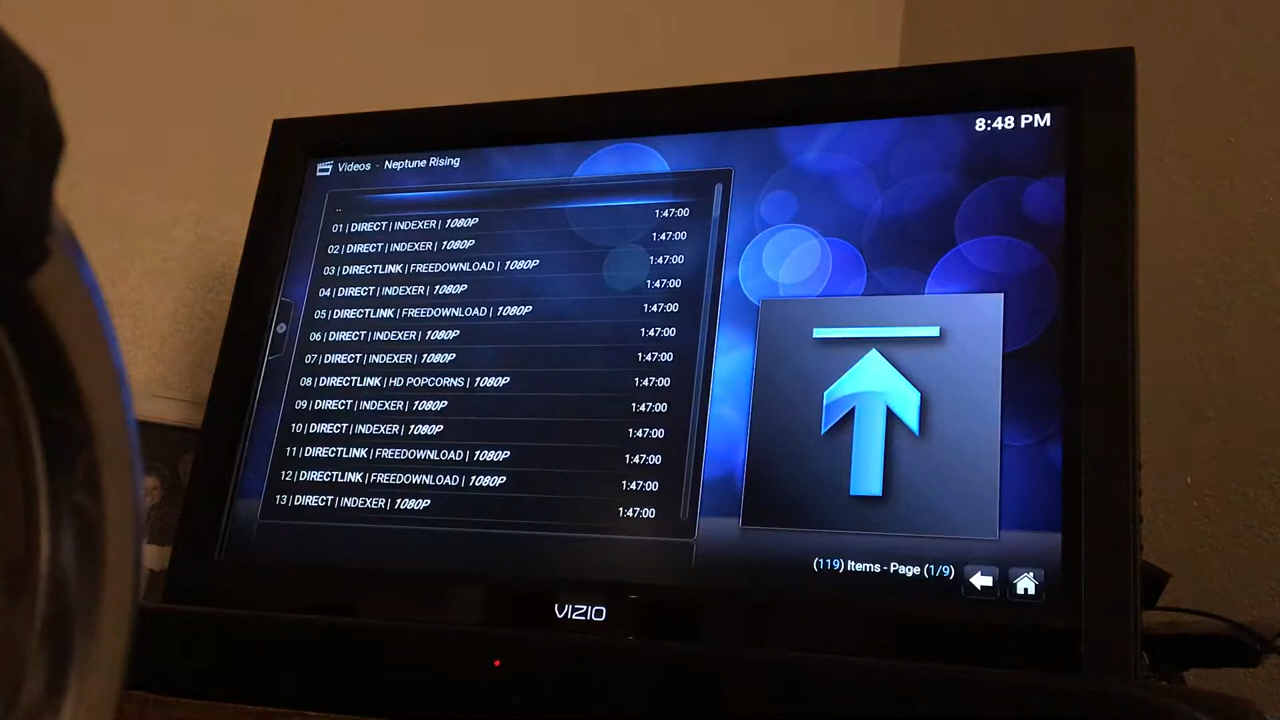 8:48 PM
Videos - Neptune Rising
..
01 | DIRECT | INDEXER | 1080P 1:47:00
02 | DIRECT | INDEXER | 1080P 1:47:00
03 | DIRECTLINK | FREEDOWNLOAD | 1080P 1:47:00
04 | DIRECT | INDEXER | 1080P 1:47:00
05 | DIRECTLINK | FREEDOWNLOAD | 1080P 1:47:00
06 | DIRECT | INDEXER | 1080P 1:47:00
07 | DIRECT | INDEXER | 1080P 1:47:00
08 | DIRECTLINK | HD POPCORNS | 1080P 1:47:00
09 | DIRECT | INDEXER | 1080P 1:47:00
10 | DIRECT | INDEXER | 1080P 1:47:00
11 | DIRECTLINK | FREEDOWNLOAD | 1080P 1:47:00
12 | DIRECTLINK | FREEDOWNLOAD | 1080P 1:47:00
13 | DIRECT | INDEXER | 1080P 1:47:00
(119) Items - Page (1/9)
VIZIO